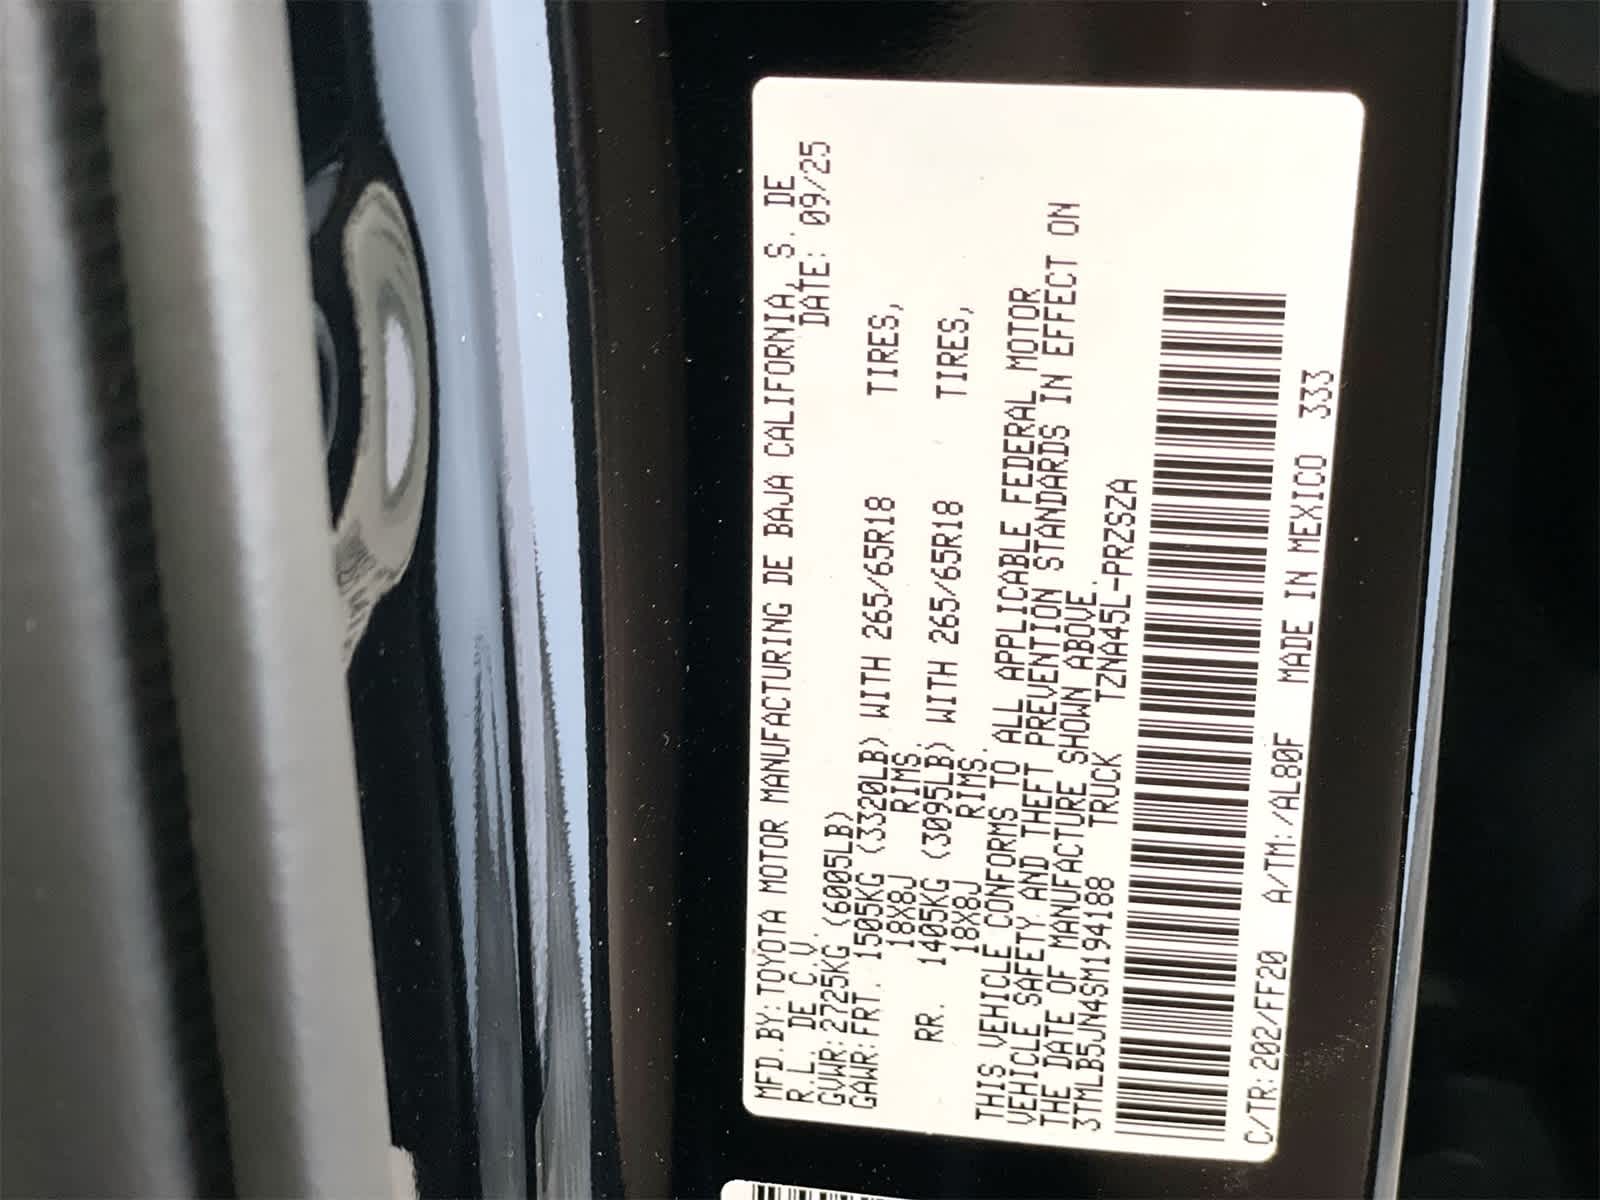 MFD.BY:TOYOTA MOTOR MANUFACTURING DE BAJA CALIFORNIA, S. DE
R.L. DE C.V. DATE: 09/25
GVWR:2725KG (6005LB)
GAWR:FRT. 1505KG (3320LB) WITH 265/65R18 TIRES,
18X8J RIMS.
RR. 1405KG (3095LB) WITH 265/65R18 TIRES,
18X8J RIMS.
THIS VEHICLE CONFORMS TO ALL APPLICABLE FEDERAL MOTOR
VEHICLE SAFETY AND THEFT PREVENTION STANDARDS IN EFFECT ON
THE DATE OF MANUFACTURE SHOWN ABOVE.
3TMLB5JN4SM194188 TRUCK TZNA45L-PRZSZA
C/TR:202/FF20 A/TM:/AL80F MADE IN MEXICO 333